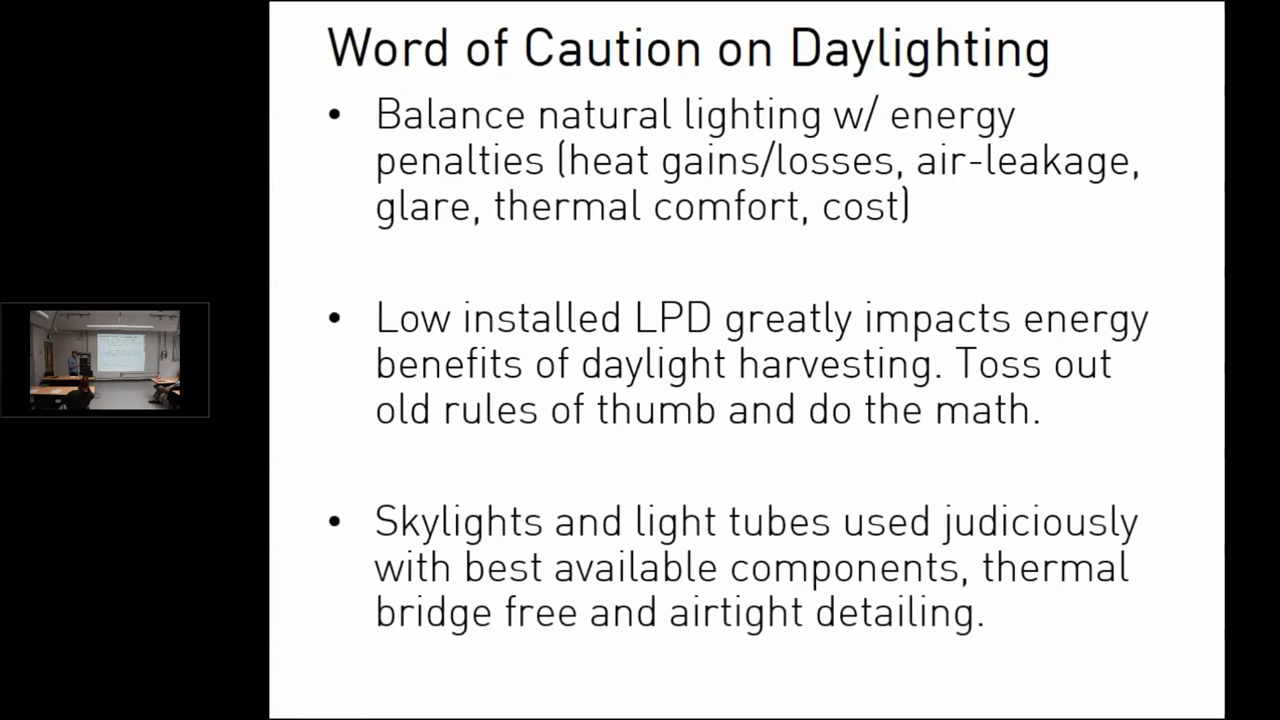 Word of Caution on Daylighting
• Balance natural lighting w/ energy
penalties (heat gains/losses, air-leakage,
glare, thermal comfort, cost)
• Low installed LPD greatly impacts energy
benefits of daylight harvesting. Toss out
old rules of thumb and do the math.
• Skylights and light tubes used judiciously
with best available components, thermal
bridge free and airtight detailing.